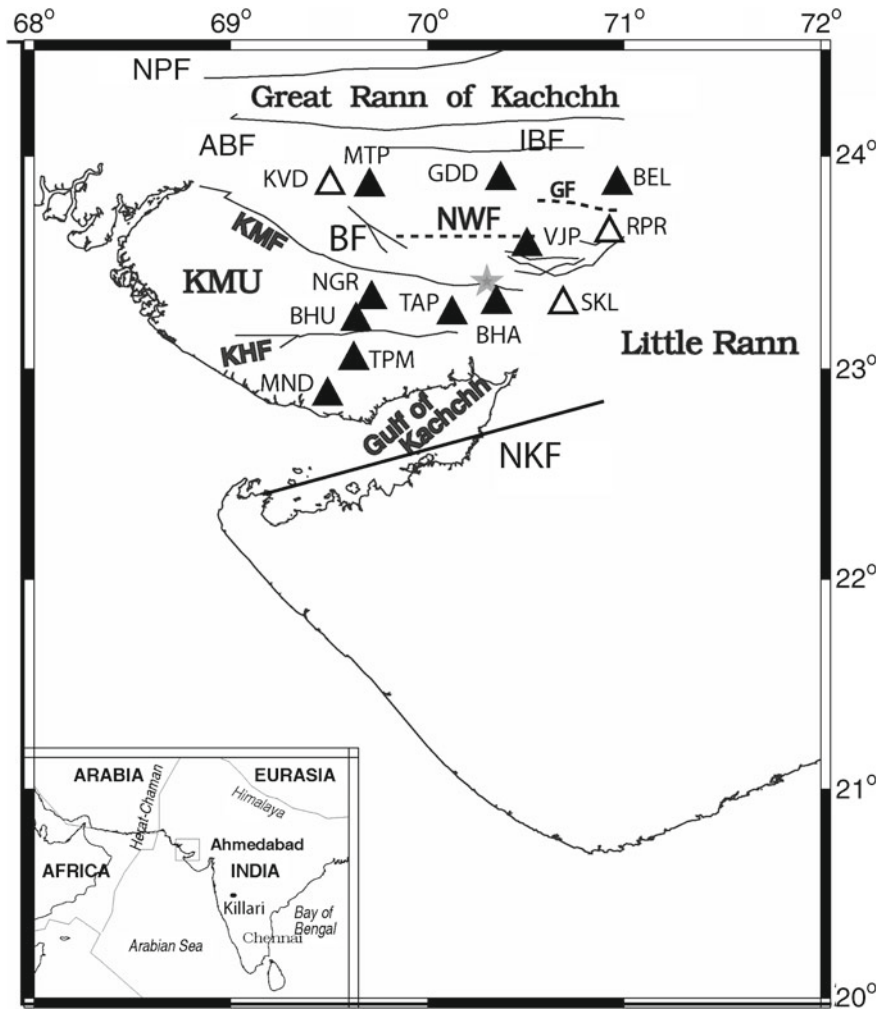 68° 69° 70° 71° 72°
NPF
Great Rann of Kachchh
ABF IBF
24°
MTP
KVD GDD BEL
GF
KMF BF NWF VJP RPR
KMU NGR TAP SKL
BHU BHA
KHF TPM Little Rann
23°
MND
Gulf of
Kachchh
NKF
22°
21°
20°
ARABIA EURASIA
Herat-Chaman
Himalaya
Ahmedabad
AFRICA INDIA
Killari
Bay of
Bengal
Chennai
Arabian Sea